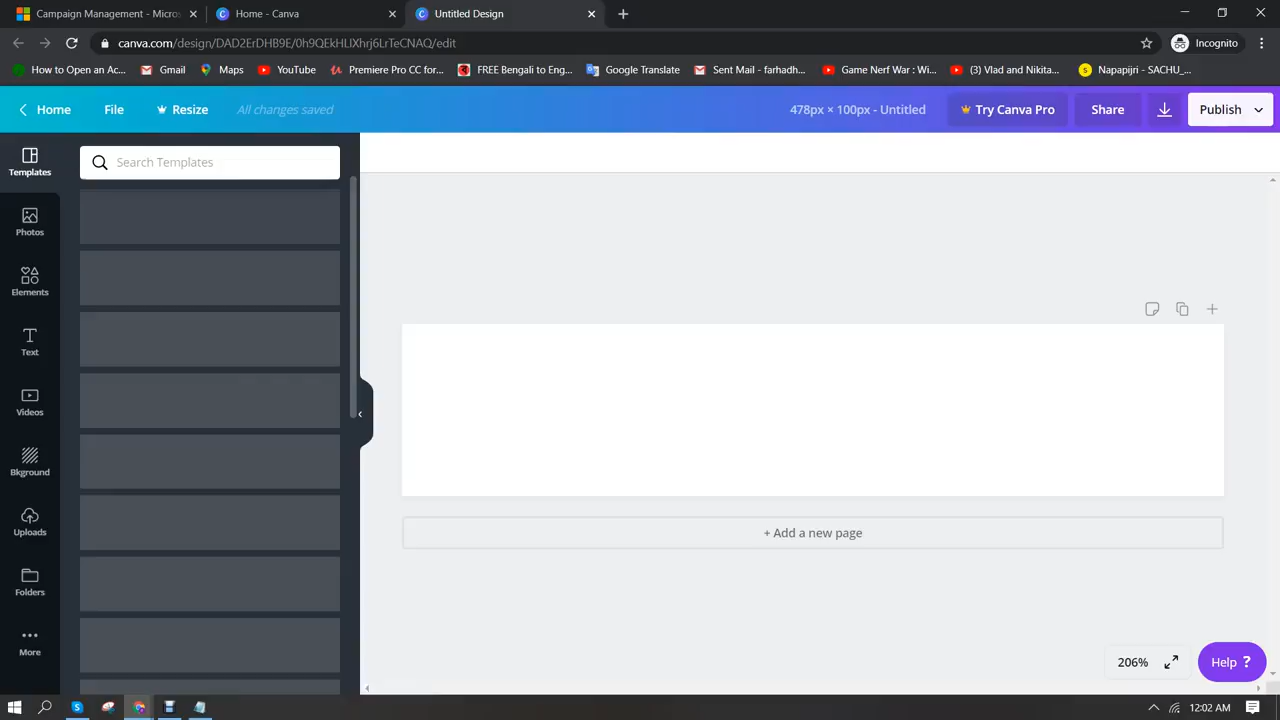 Campaign Management - Micros
Home - Canva
Untitled Design
canva.com/design/DAD2ErDHB9E/0h9QEkHLlXhrj6LrTeCNAQ/edit
Incognito
How to Open an Ac...
Gmail
Maps
YouTube
Premiere Pro CC for...
FREE Bengali to Eng...
Google Translate
Sent Mail - farhadh...
Game Nerf War : Wi...
(3) Vlad and Nikita...
Napapijri - SACHU_...
Home
File
Resize
All changes saved
478px × 100px - Untitled
Try Canva Pro
Share
Publish
Templates
Search Templates
Photos
Elements
Text
Videos
Bkground
Uploads
Folders
More
+ Add a new page
206%
Help ?
12:02 AM